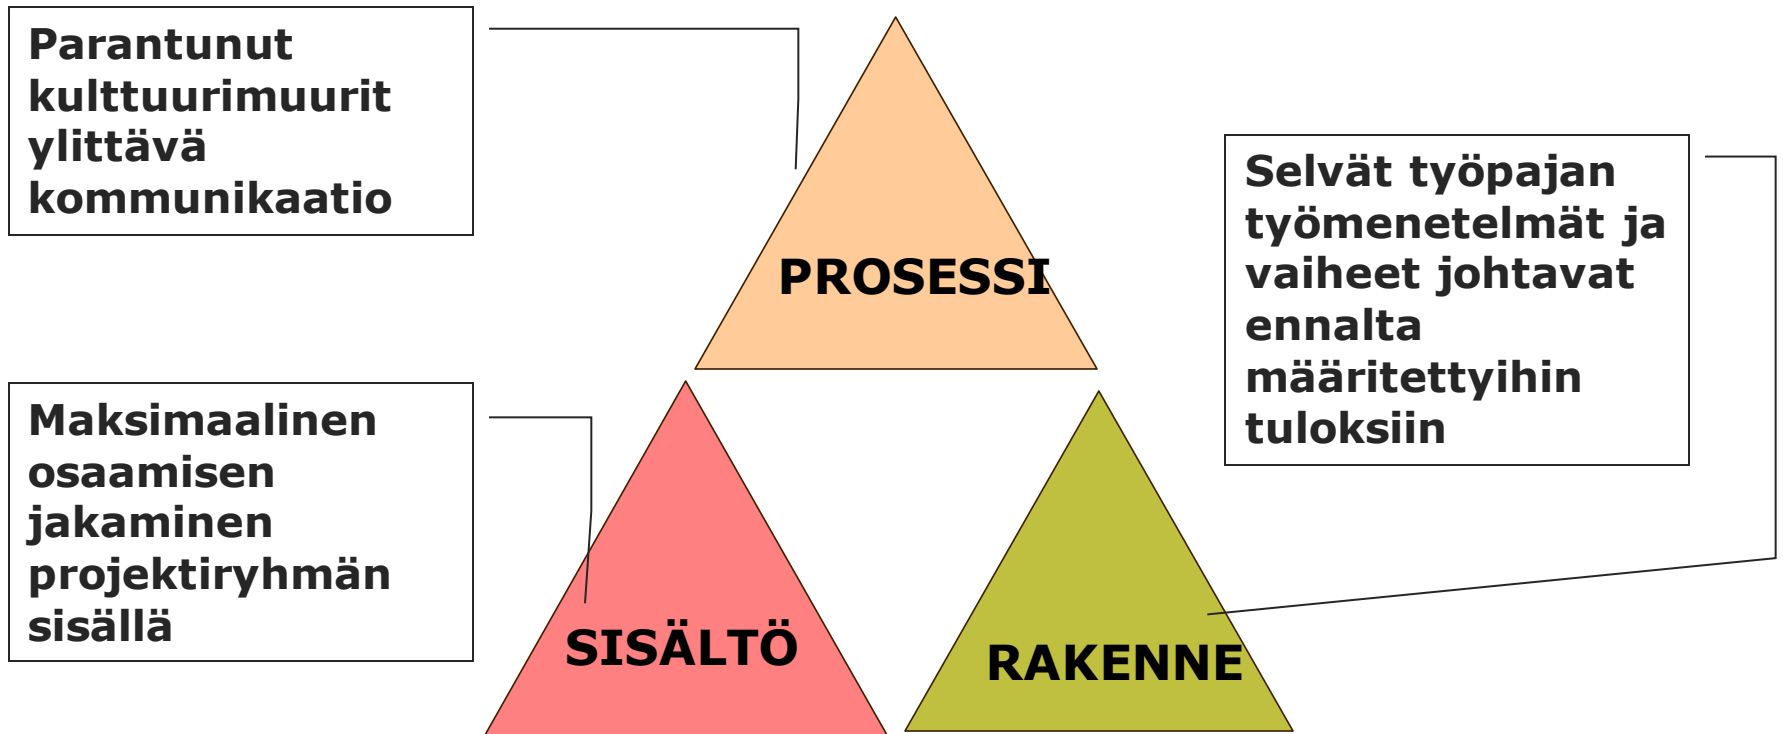 Parantunut
kulttuurimuurit
ylittävä
kommunikaatio
PROSESSI
Selvät työpajan
työmenetelmät ja
vaiheet johtavat
ennalta
määritettyihin
tuloksiin
Maksimaalinen
osaamisen
jakaminen
projektiryhmän
sisällä
SISÄLTÖ
RAKENNE